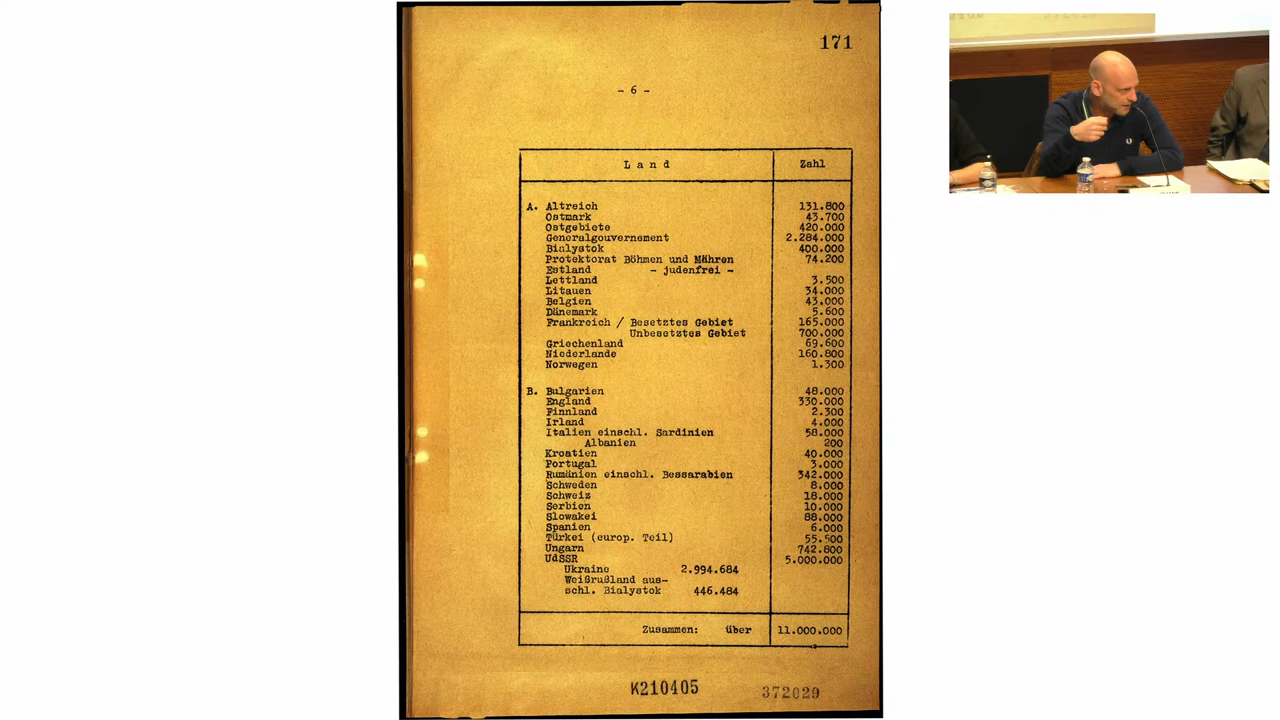 171
- 6 -
Land Zahl
A. Altreich 131.800
Ostmark 43.700
Ostgebiete 420.000
Generalgouvernement 2.284.000
Bialystok 400.000
Protektorat Böhmen und Mähren 74.200
Estland - judenfrei -
Lettland 3.500
Litauen 34.000
Belgien 43.000
Dänemark 5.600
Frankreich / Besetztes Gebiet 165.000
Unbesetztes Gebiet 700.000
Griechenland 69.600
Niederlande 160.800
Norwegen 1.300
B. Bulgarien 48.000
England 330.000
Finnland 2.300
Irland 4.000
Italien einschl. Sardinien 58.000
Albanien 200
Kroatien 40.000
Portugal 3.000
Rumänien einschl. Bessarabien 342.000
Schweden 8.000
Schweiz 18.000
Serbien 10.000
Slowakei 88.000
Spanien 6.000
Türkei (europ. Teil) 55.500
Ungarn 742.800
UdSSR 5.000.000
Ukraine 2.994.684
Weißrußland aus-
schl. Bialystok 446.484
Zusammen: über 11.000.000
K210405 372029